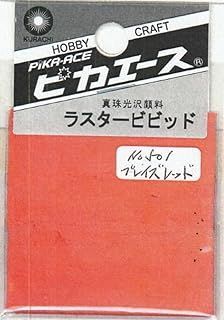 KURACHI
HOBBY CRAFT
PiKA-ACE
ピカエース®
真珠光沢顔料
ラスタービビッド
No.501
ブレイズレッド